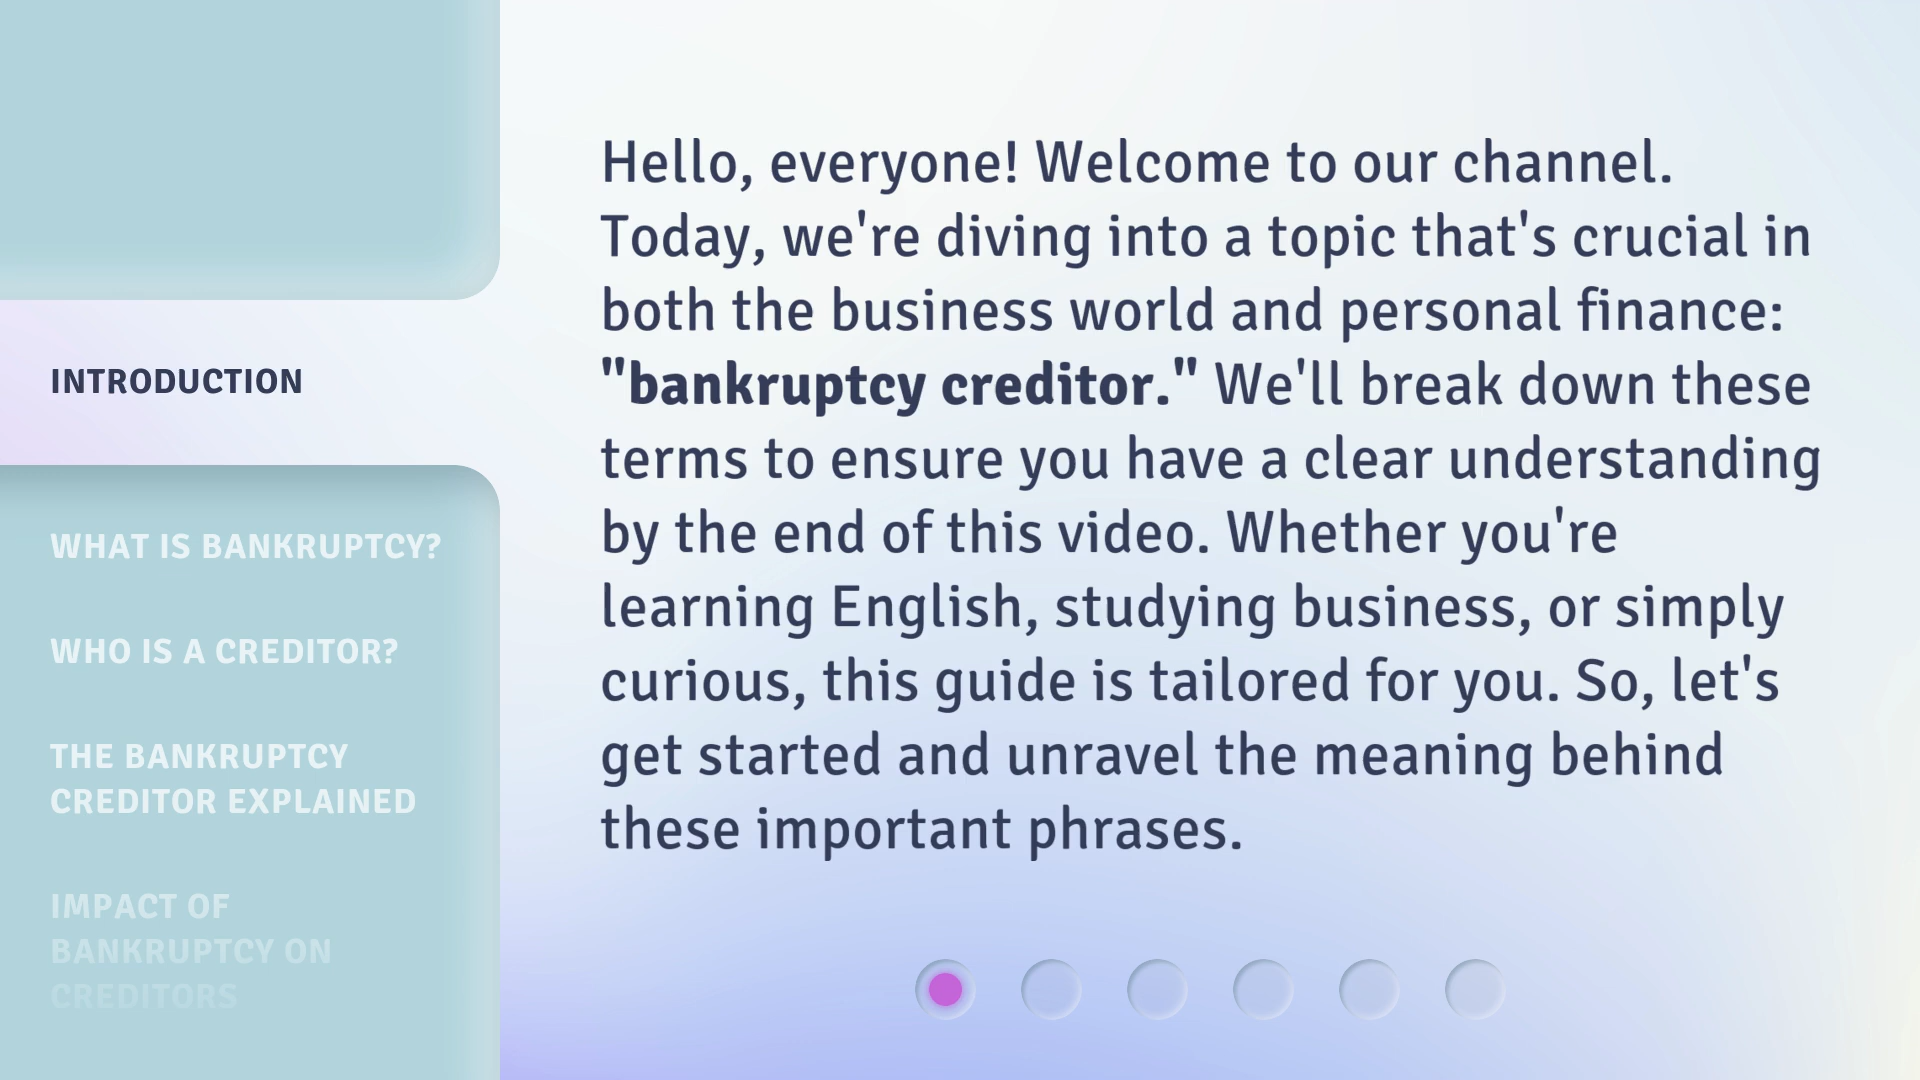 INTRODUCTION
WHAT IS BANKRUPTCY?
WHO IS A CREDITOR?
THE BANKRUPTCY
CREDITOR EXPLAINED
IMPACT OF
BANKRUPTCY ON
CREDITORS
Hello, everyone! Welcome to our channel.
Today, we're diving into a topic that's crucial in
both the business world and personal finance:
"bankruptcy creditor." We'll break down these
terms to ensure you have a clear understanding
by the end of this video. Whether you're
learning English, studying business, or simply
curious, this guide is tailored for you. So, let's
get started and unravel the meaning behind
these important phrases.